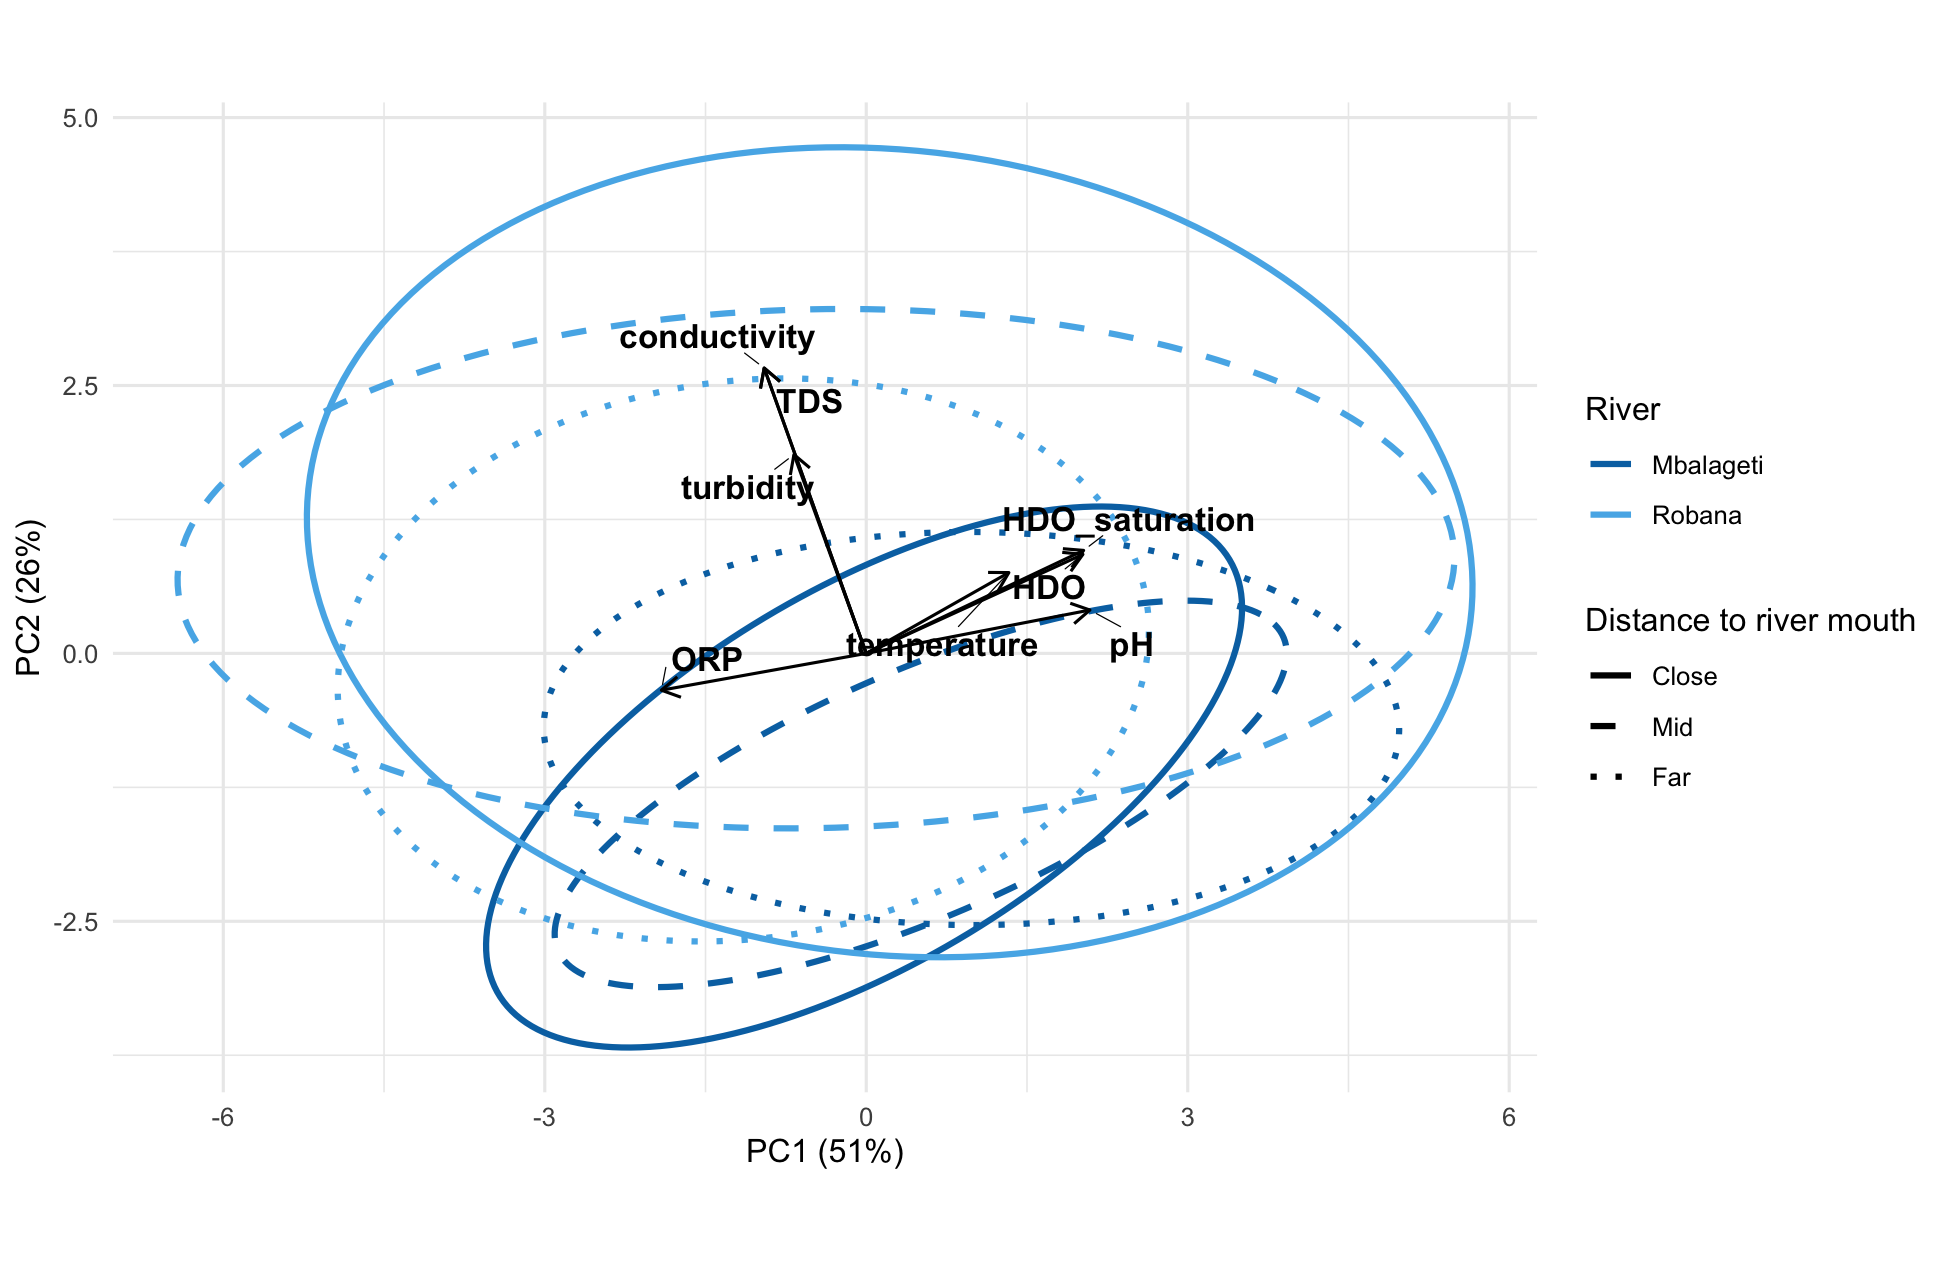 5.0
2.5
0.0
-2.5
PC2 (26%)
-6
-3
0
3
6
PC1 (51%)
conductivity
TDS
turbidity
HDO_saturation
HDO
temperature
pH
ORP
River
Mbalageti
Robana
Distance to river mouth
Close
Mid
Far